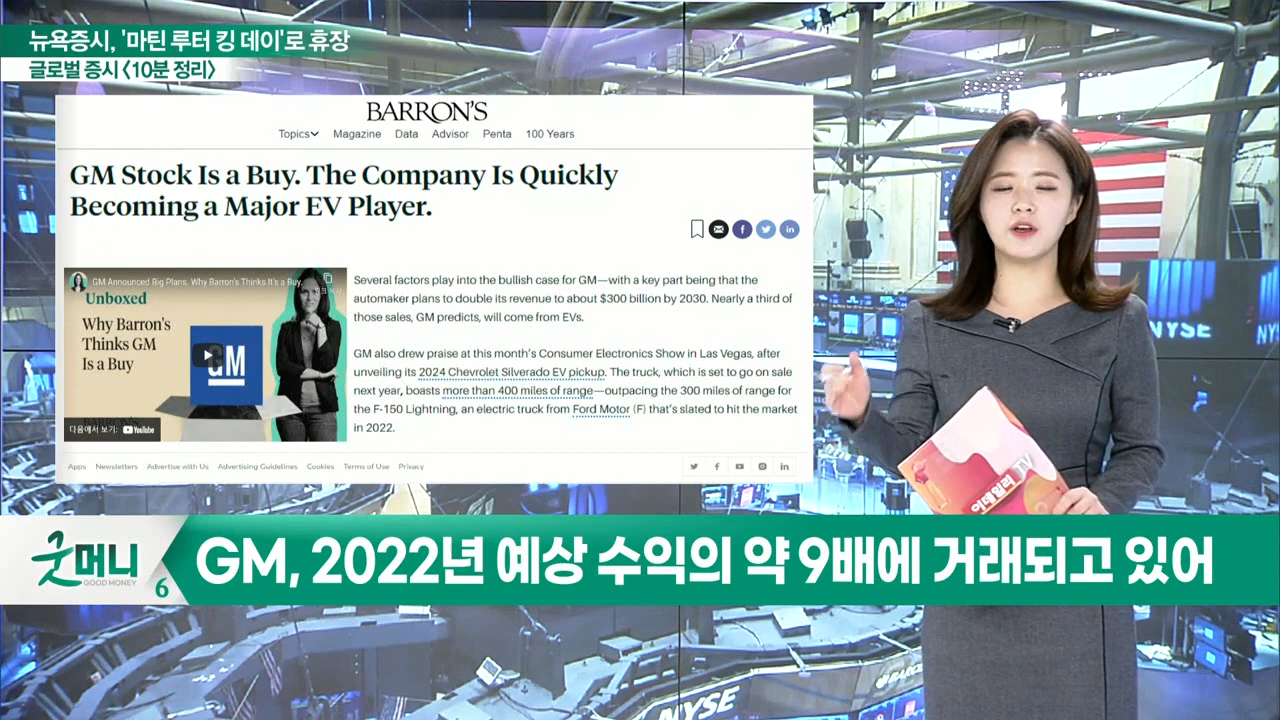 뉴욕증시, '마틴 루터 킹 데이'로 휴장
글로벌 증시 <10분 정리>
BARRON'S
Topics Magazine Data Advisor Penta 100 Years
GM Stock Is a Buy. The Company Is Quickly
Becoming a Major EV Player.
GM Announced Big Plans. Why Barron's Thinks It's a Buy.
Unboxed
Why Barron's
Thinks GM
Is a Buy
GM
다음에서 보기: YouTube
Several factors play into the bullish case for GM—with a key part being that the
automaker plans to double its revenue to about $300 billion by 2030. Nearly a third of
those sales, GM predicts, will come from EVs.
GM also drew praise at this month's Consumer Electronics Show in Las Vegas, after
unveiling its 2024 Chevrolet Silverado EV pickup. The truck, which is set to go on sale
next year, boasts more than 400 miles of range—outpacing the 300 miles of range for
the F-150 Lightning, an electric truck from Ford Motor (F) that's slated to hit the market
in 2022.
Apps Newsletters Advertise with Us Advertising Guidelines Cookies Terms of Use Privacy
NYSE
NYSE
이데일리 TV
굿머니
GOOD MONEY
6
GM, 2022년 예상 수익의 약 9배에 거래되고 있어
NYSE
BARCLAYS